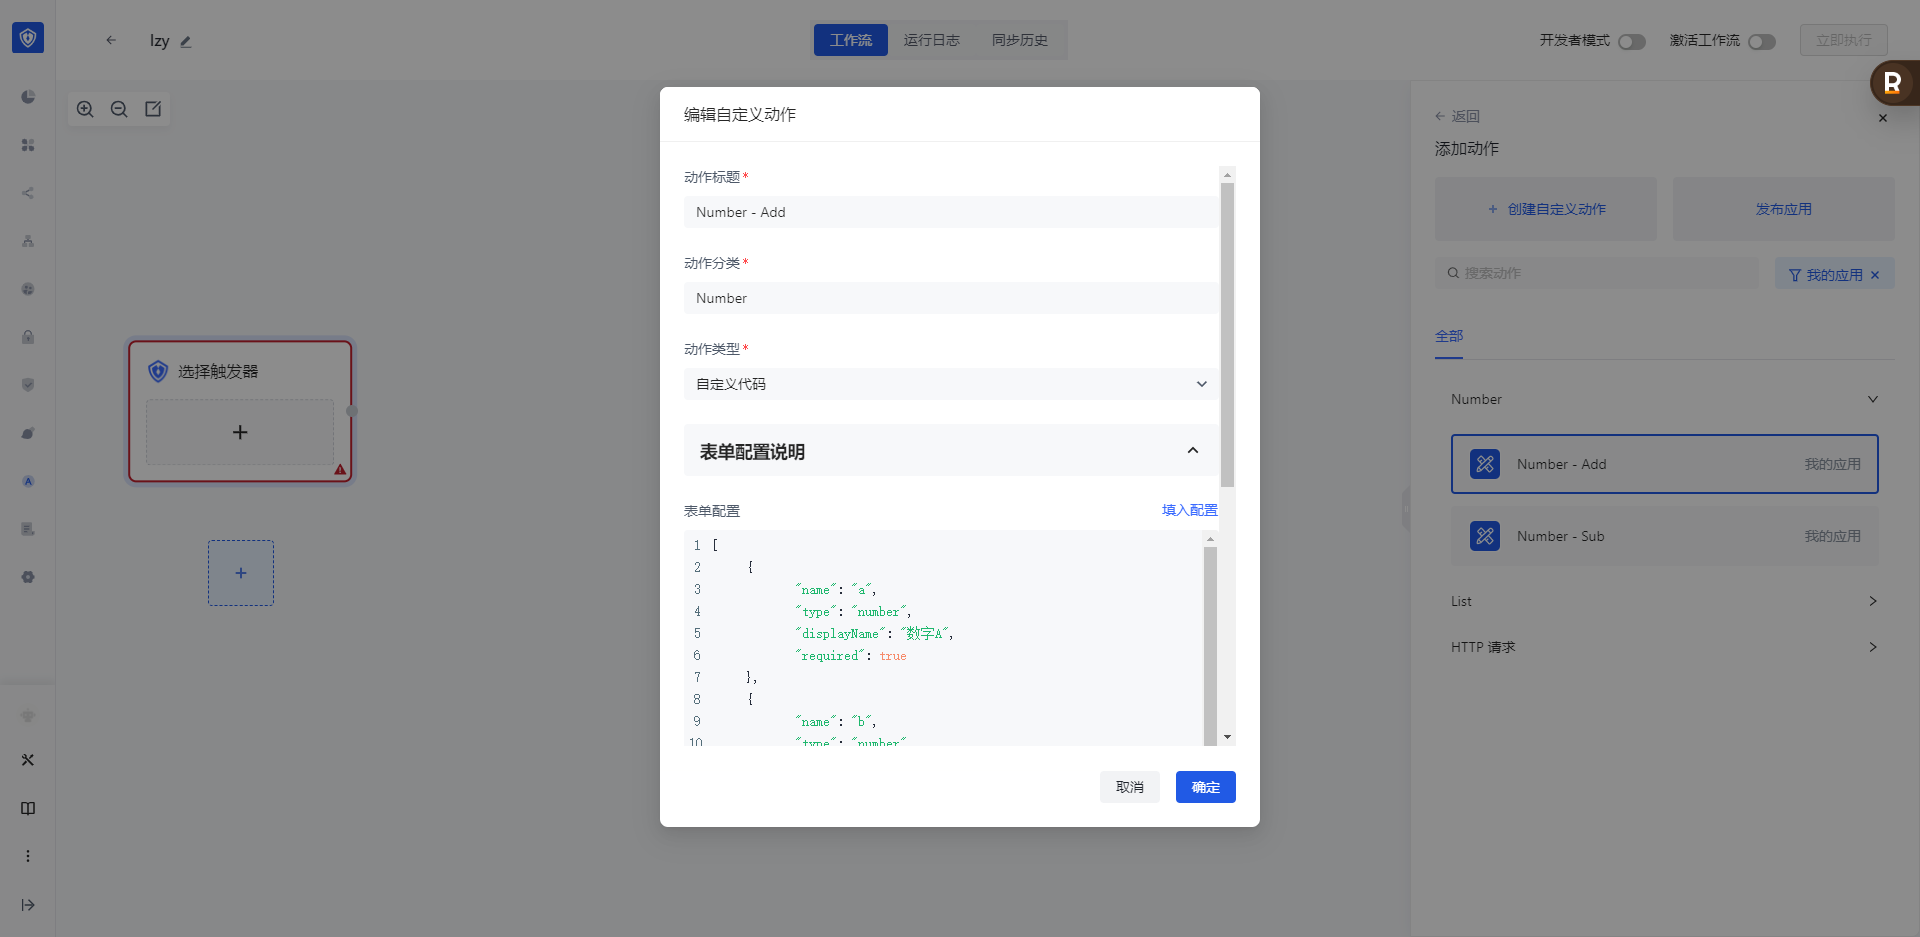 lzy
工作流
运行日志
同步历史
开发者模式
激活工作流
立即执行
选择触发器
编辑自定义动作
动作标题*
Number - Add
动作分类*
Number
动作类型*
自定义代码
表单配置说明
表单配置
填入配置
1 [
2 {
3 "name": "a",
4 "type": "number",
5 "displayName": "数字A",
6 "required": true
7 },
8 {
9 "name": "b",
10 "type": "number"
取消
确定
返回
添加动作
+ 创建自定义动作
发布应用
搜索动作
我的应用
全部
Number
Number - Add
我的应用
Number - Sub
我的应用
List
HTTP 请求
R
A